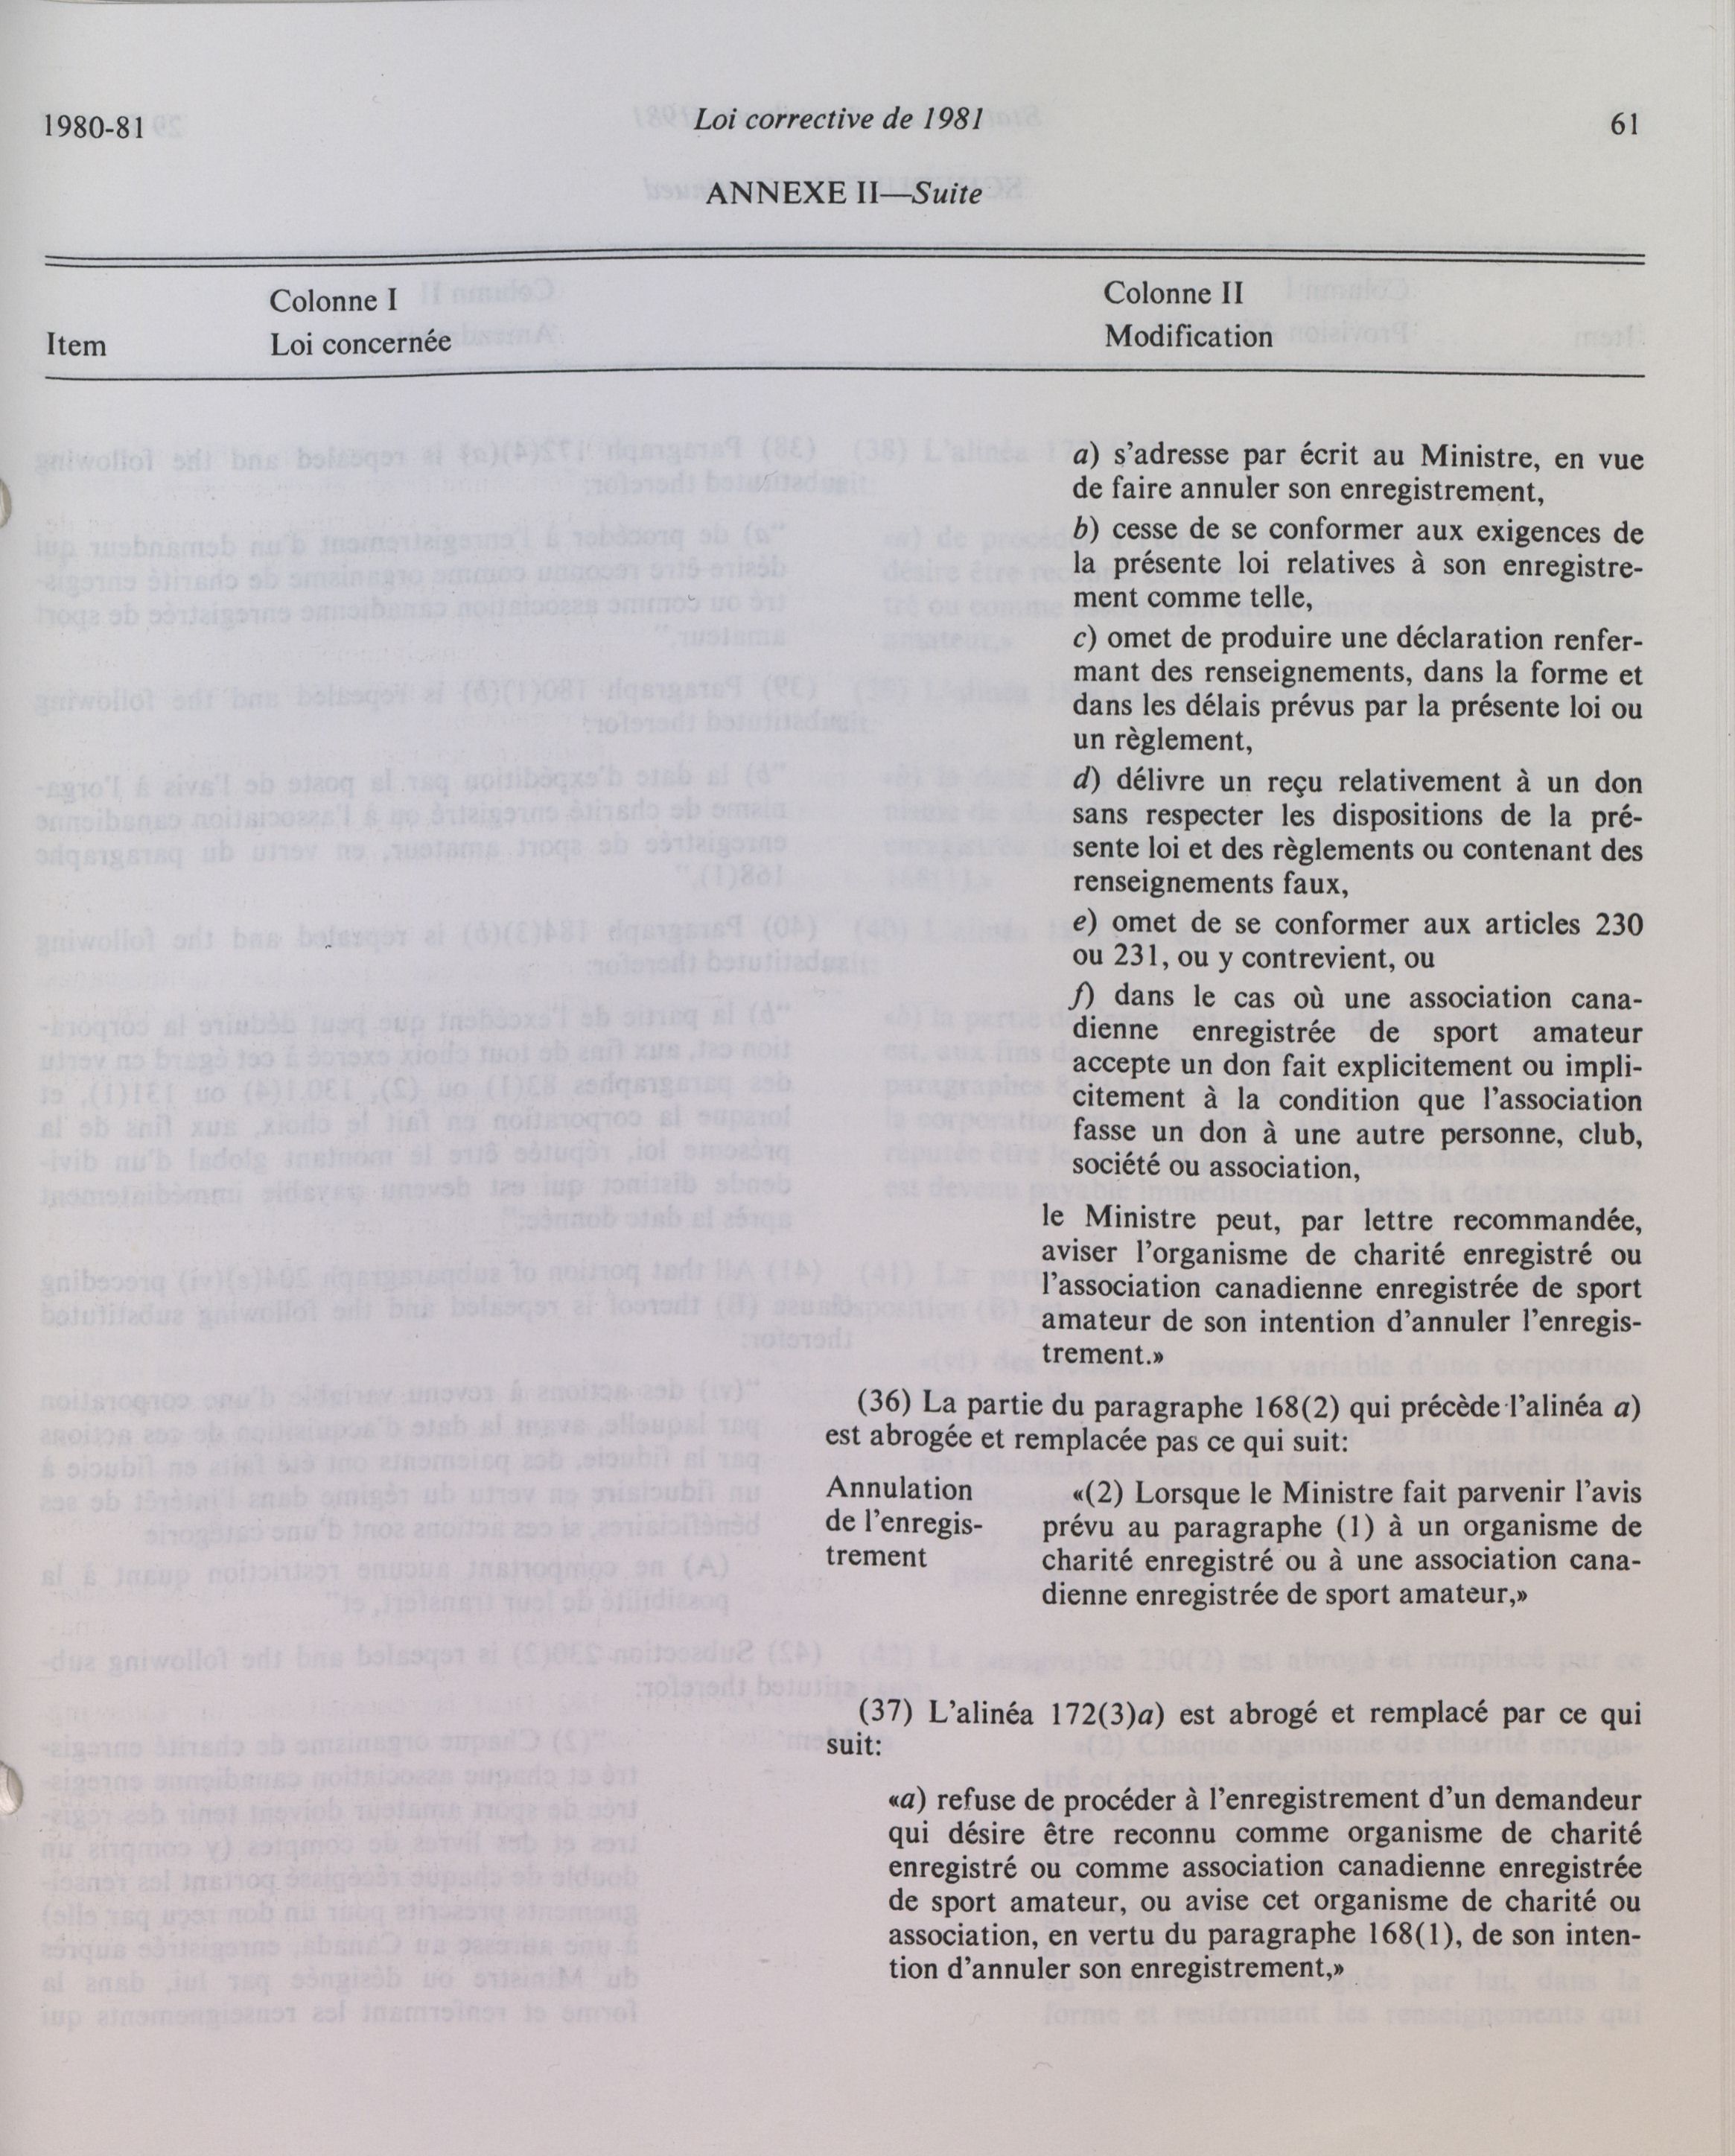 1980-81
Loi corrective de 1981
61
ANNEXE II—Suite
Colonne I
Colonne II
Item
Loi concernée
Modification
a) s’adresse par écrit au Ministre, en vue
de faire annuler son enregistrement,
b) cesse de se conformer aux exigences de
la présente loi relatives à son enregistre-
ment comme telle,
c) omet de produire une déclaration renfer-
mant des renseignements, dans la forme et
dans les délais prévus par la présente loi ou
un règlement,
d) délivre un reçu relativement à un don
sans respecter les dispositions de la pré-
sente loi et des règlements ou contenant des
renseignements faux,
e) omet de se conformer aux articles 230
ou 231, ou y contrevient, ou
f) dans le cas où une association cana-
dienne enregistrée de sport amateur
accepte un don fait explicitement ou impli-
citement à la condition que l’association
fasse un don à une autre personne, club,
société ou association,
le Ministre peut, par lettre recommandée,
aviser l’organisme de charité enregistré ou
l’association canadienne enregistrée de sport
amateur de son intention d’annuler l’enregis-
trement.»
(36) La partie du paragraphe 168(2) qui précède l’alinéa a)
est abrogée et remplacée pas ce qui suit:
Annulation
de l’enregis-
trement
«(2) Lorsque le Ministre fait parvenir l’avis
prévu au paragraphe (1) à un organisme de
charité enregistré ou à une association cana-
dienne enregistrée de sport amateur,»
(37) L’alinéa 172(3)a) est abrogé et remplacé par ce qui
suit:
«a) refuse de procéder à l’enregistrement d’un demandeur
qui désire être reconnu comme organisme de charité
enregistré ou comme association canadienne enregistrée
de sport amateur, ou avise cet organisme de charité ou
association, en vertu du paragraphe 168(1), de son inten-
tion d’annuler son enregistrement,»